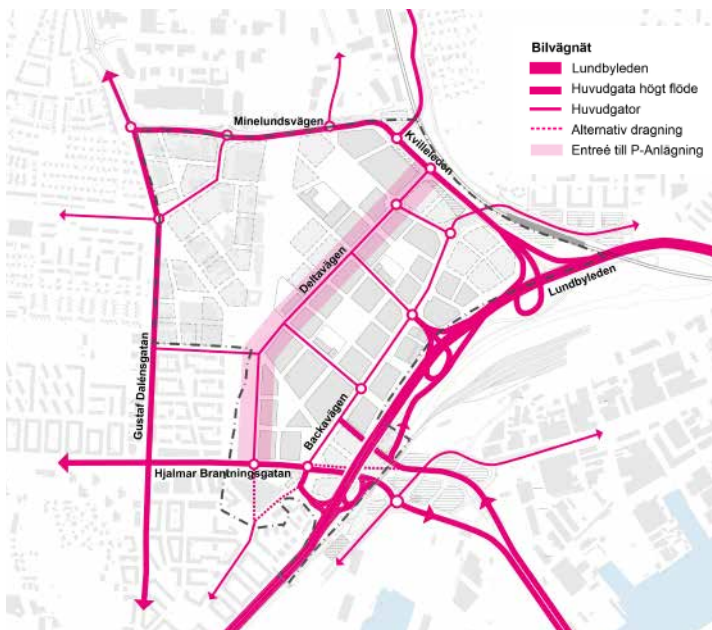 Bilvägnät
Lundbyleden
Huvudgata högt flöde
Huvudgator
Alternativ dragning
Entreé till P-Anlägning
Minelundsvägen
Kvilleleden
Deltavägen
Lundbyleden
Gustaf Dalénsgatan
Backavägen
Hjalmar Brantningsgatan